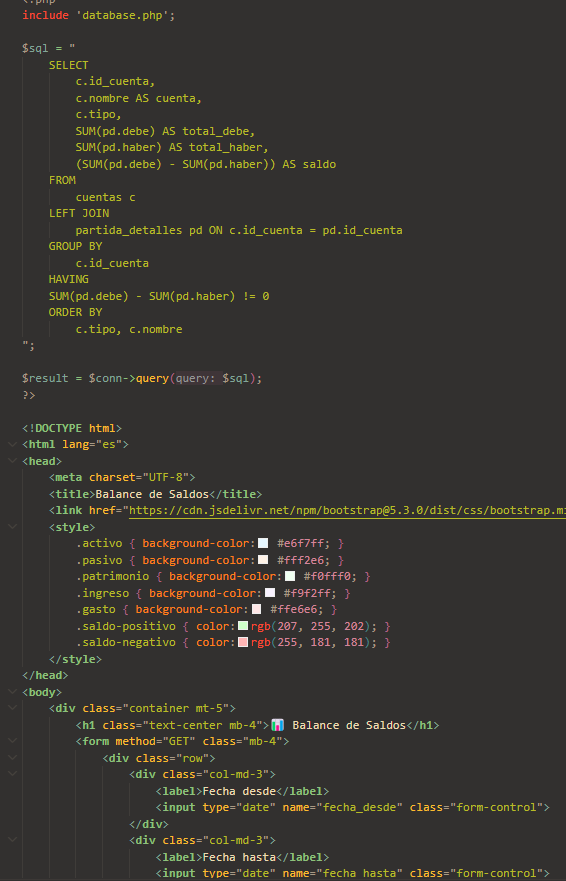 <?php
include 'database.php';
$sql = "
SELECT
c.id_cuenta,
c.nombre AS cuenta,
c.tipo,
SUM(pd.debe) AS total_debe,
SUM(pd.haber) AS total_haber,
(SUM(pd.debe) - SUM(pd.haber)) AS saldo
FROM
cuentas c
LEFT JOIN
partida_detalles pd ON c.id_cuenta = pd.id_cuenta
GROUP BY
c.id_cuenta
HAVING
SUM(pd.debe) - SUM(pd.haber) != 0
ORDER BY
c.tipo, c.nombre
";
$result = $conn->query(query: $sql);
?>
<!DOCTYPE html>
<html lang="es">
<head>
<meta charset="UTF-8">
<title>Balance de Saldos</title>
<link href="https://cdn.jsdelivr.net/npm/bootstrap@5.3.0/dist/css/bootstrap.mi
<style>
.activo { background-color: #e6f7ff; }
.pasivo { background-color: #fff2e6; }
.patrimonio { background-color: #f0fff0; }
.ingreso { background-color: #f9f2ff; }
.gasto { background-color: #ffe6e6; }
.saldo-positivo { color: rgb(207, 255, 202); }
.saldo-negativo { color: rgb(255, 181, 181); }
</style>
</head>
<body>
<div class="container mt-5">
<h1 class="text-center mb-4">📊 Balance de Saldos</h1>
<form method="GET" class="mb-4">
<div class="row">
<div class="col-md-3">
<label>Fecha desde</label>
<input type="date" name="fecha_desde" class="form-control">
</div>
<div class="col-md-3">
<label>Fecha hasta</label>
<input type="date" name="fecha_hasta" class="form-control">